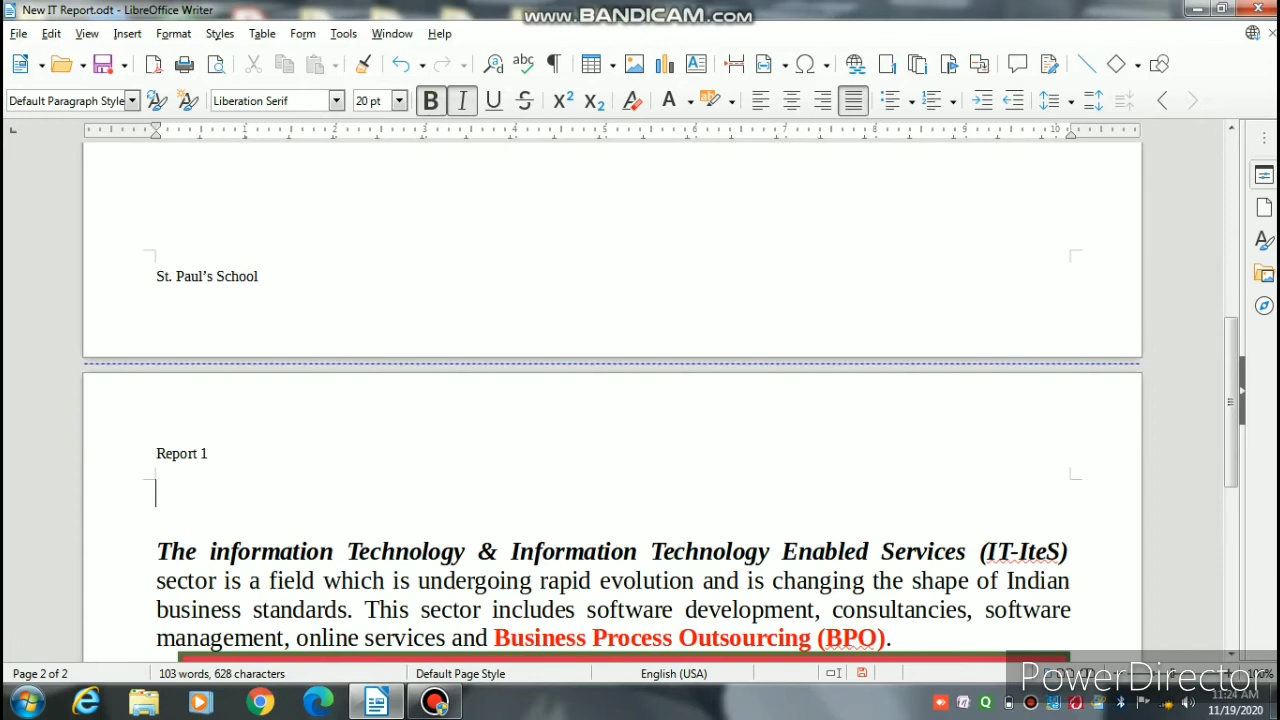 New IT Report.odt - LibreOffice Writer
www.BANDICAM.com
File Edit View Insert Format Styles Table Form Tools Window Help
Default Paragraph Style Liberation Serif 20 pt
St. Paul's School
Report 1
The information Technology & Information Technology Enabled Services (IT-IteS)
sector is a field which is undergoing rapid evolution and is changing the shape of Indian
business standards. This sector includes software development, consultancies, software
management, online services and Business Process Outsourcing (BPO).
Page 2 of 2 103 words, 628 characters Default Page Style English (USA) 100%
PowerDirector
11:24 AM
11/19/2020